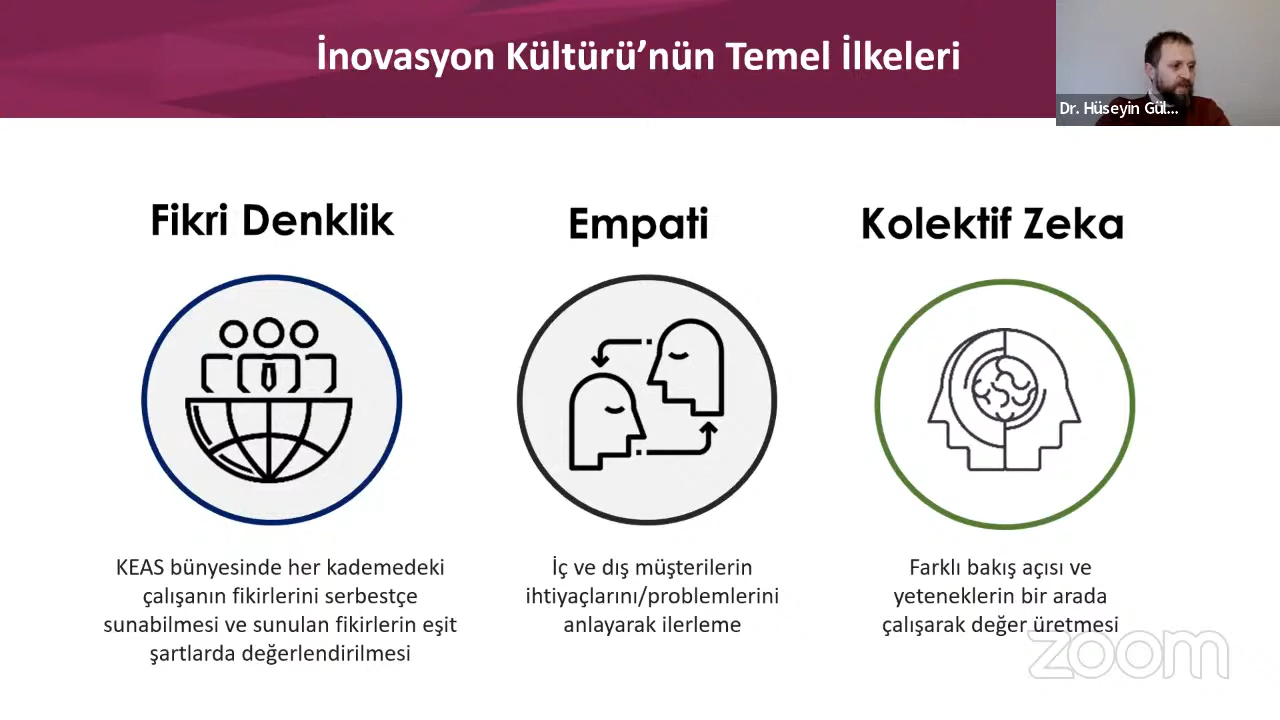 İnovasyon Kültürü’nün Temel İlkeleri
Dr. Hüseyin Gül...
Fikri Denklik
Empati
Kolektif Zeka
KEAS bünyesinde her kademedeki
çalışanın fikirlerini serbestçe
sunabilmesi ve sunulan fikirlerin eşit
şartlarda değerlendirilmesi
İç ve dış müşterilerin
ihtiyaçlarını/problemlerini
anlayarak ilerleme
Farklı bakış açısı ve
yeteneklerin bir arada
çalışarak değer üretmesi
zoom